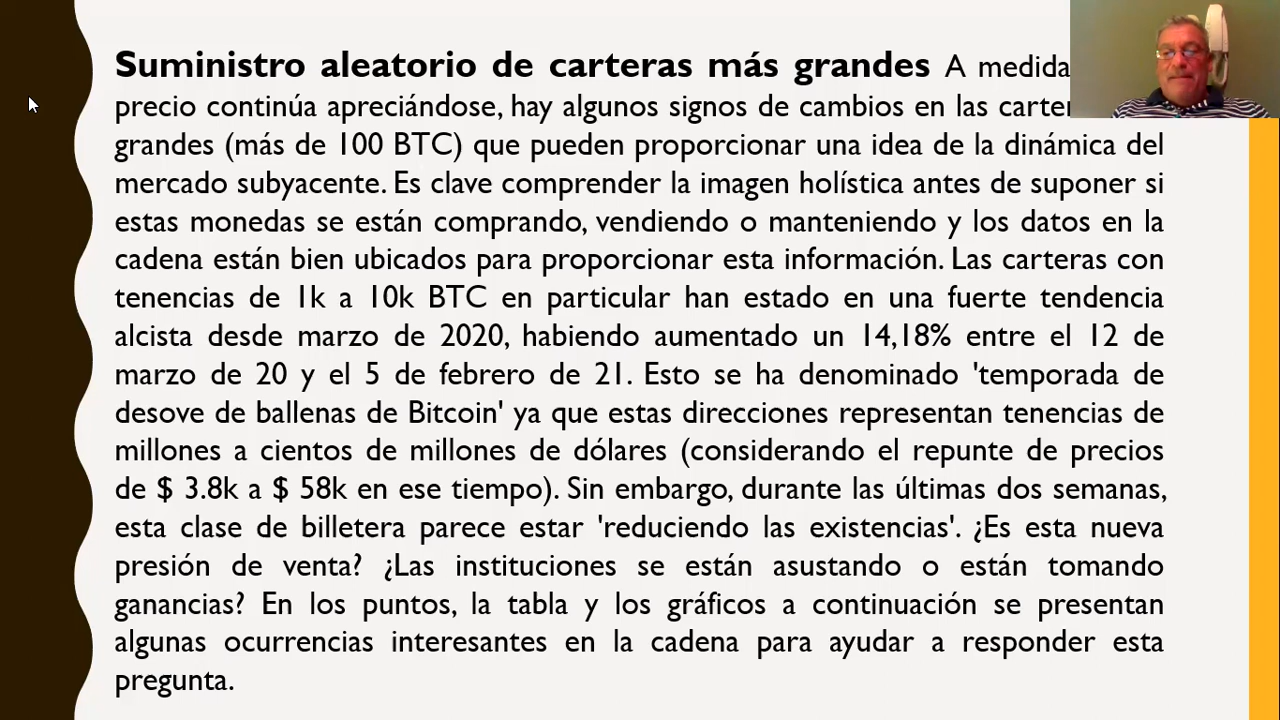 Suministro aleatorio de carteras más grandes A medida
precio continúa apreciándose, hay algunos signos de cambios en las
grandes (más de 100 BTC) que pueden proporcionar una idea de la dinámica del
mercado subyacente. Es clave comprender la imagen holística antes de suponer si
estas monedas se están comprando, vendiendo o manteniendo y los datos en la
cadena están bien ubicados para proporcionar esta información. Las carteras con
tenencias de 1k a 10k BTC en particular han estado en una fuerte tendencia
alcista desde marzo de 2020, habiendo aumentado un 14,18% entre el 12 de
marzo de 20 y el 5 de febrero de 21. Esto se ha denominado 'temporada de
desove de ballenas de Bitcoin' ya que estas direcciones representan tenencias de
millones a cientos de millones de dólares (considerando el repunte de precios
de $ 3.8k a $ 58k en ese tiempo). Sin embargo, durante las últimas dos semanas,
esta clase de billetera parece estar 'reduciendo las existencias'. ¿Es esta nueva
presión de venta? ¿Las instituciones se están asustando o están tomando
ganancias? En los puntos, la tabla y los gráficos a continuación se presentan
algunas ocurrencias interesantes en la cadena para ayudar a responder esta
pregunta.